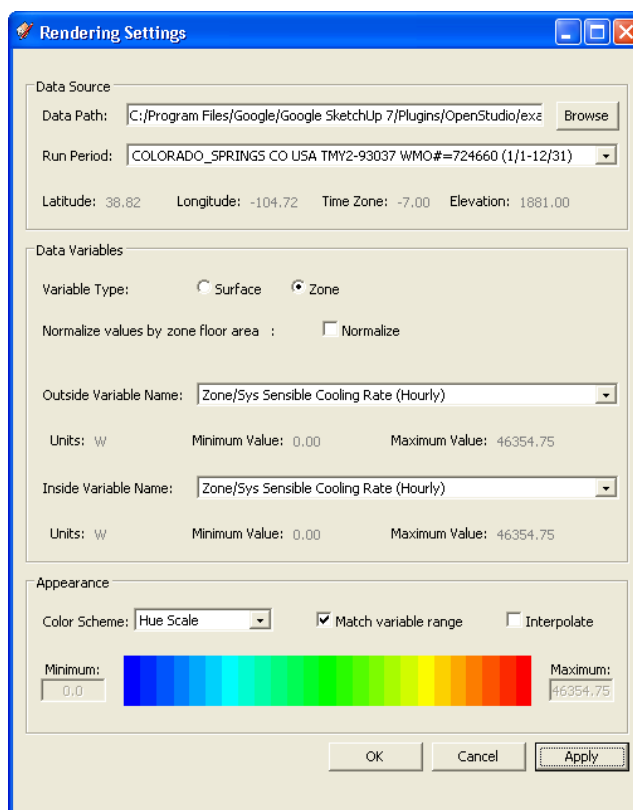 Rendering Settings
Data Source
Data Path: C:/Program Files/Google/Google SketchUp 7/Plugins/OpenStudio/exa Browse
Run Period: COLORADO_SPRINGS CO USA TMY2-93037 WMO#=724660 (1/1-12/31)
Latitude: 38.82 Longitude: -104.72 Time Zone: -7.00 Elevation: 1881.00
Data Variables
Variable Type: Surface Zone
Normalize values by zone floor area : Normalize
Outside Variable Name: Zone/Sys Sensible Cooling Rate (Hourly)
Units: W Minimum Value: 0.00 Maximum Value: 46354.75
Inside Variable Name: Zone/Sys Sensible Cooling Rate (Hourly)
Units: W Minimum Value: 0.00 Maximum Value: 46354.75
Appearance
Color Scheme: Hue Scale Match variable range Interpolate
Minimum: Maximum:
0.0 46354.75
OK Cancel Apply